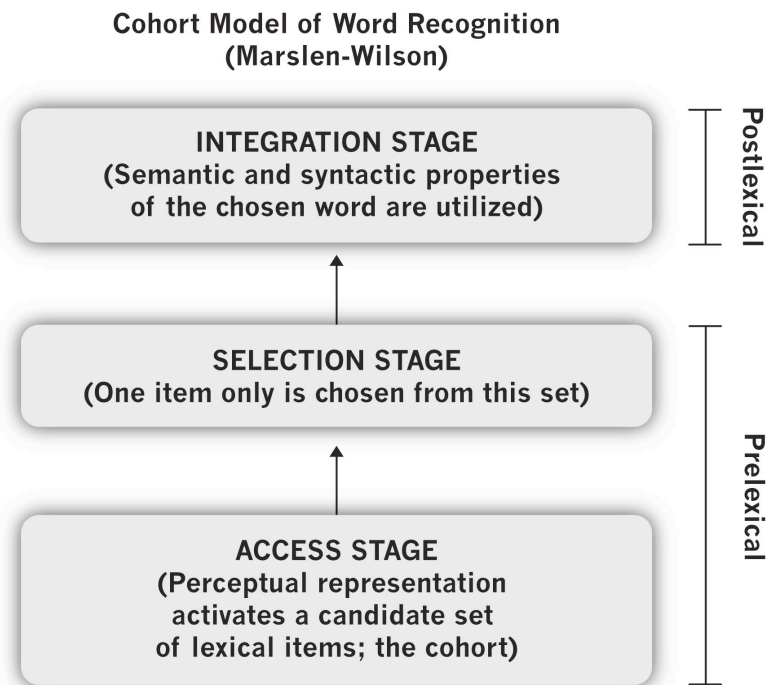 Cohort Model of Word Recognition
(Marslen-Wilson)
INTEGRATION STAGE
(Semantic and syntactic properties
of the chosen word are utilized)
Postlexical
SELECTION STAGE
(One item only is chosen from this set)
Prelexical
ACCESS STAGE
(Perceptual representation
activates a candidate set
of lexical items; the cohort)